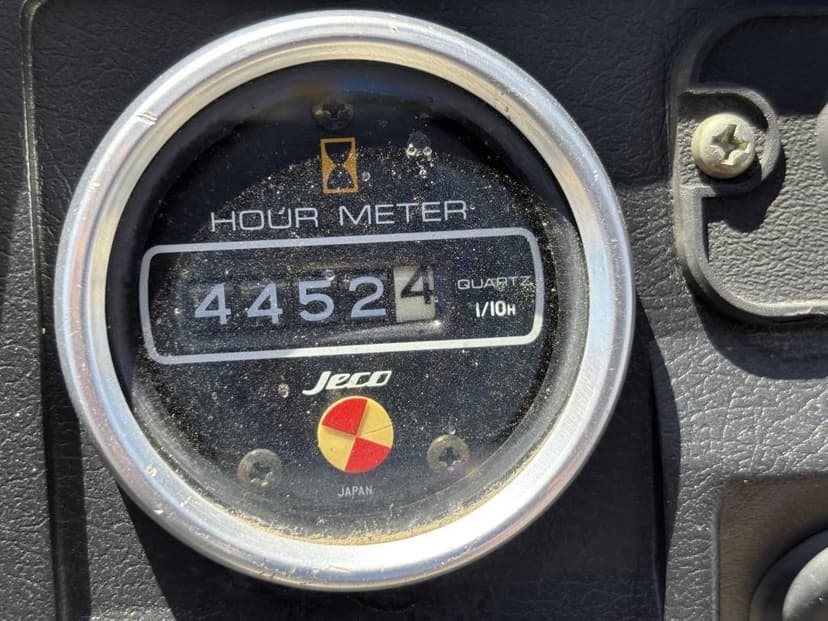 HOUR METER
44524
QUARTZ
1/10H
Jeco
JAPAN